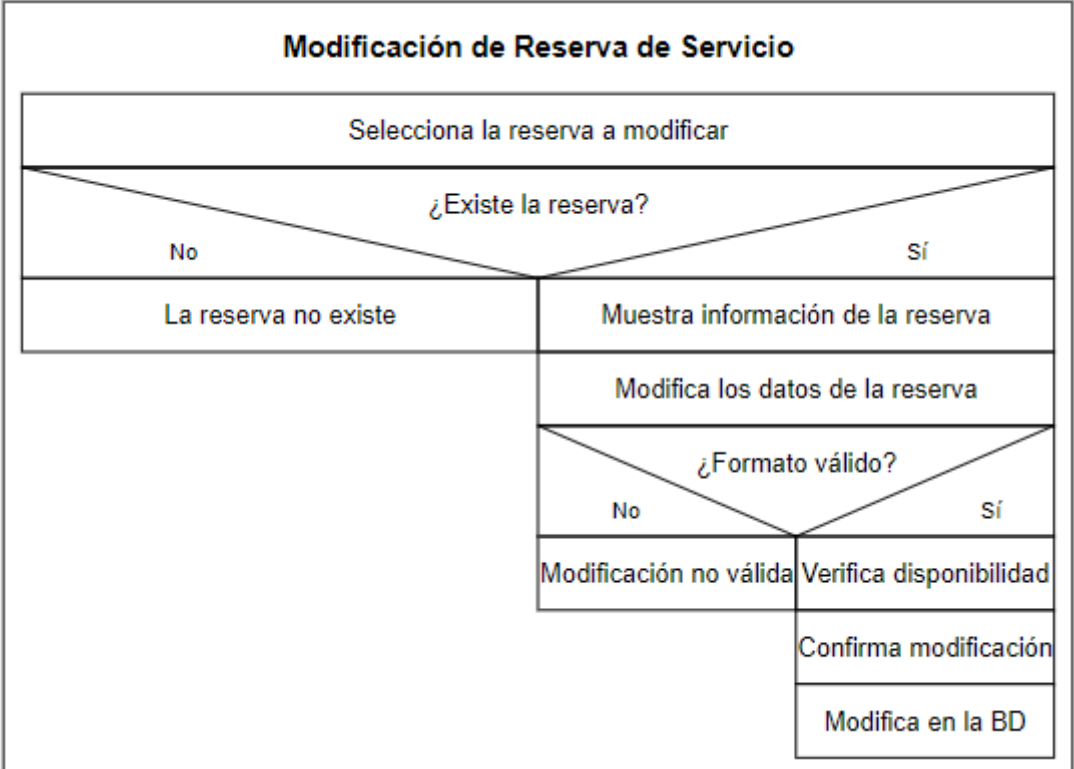 Modificación de Reserva de Servicio
Selecciona la reserva a modificar
¿Existe la reserva?
No
Sí
La reserva no existe
Muestra información de la reserva
Modifica los datos de la reserva
¿Formato válido?
No
Sí
Modificación no válida
Verifica disponibilidad
Confirma modificación
Modifica en la BD